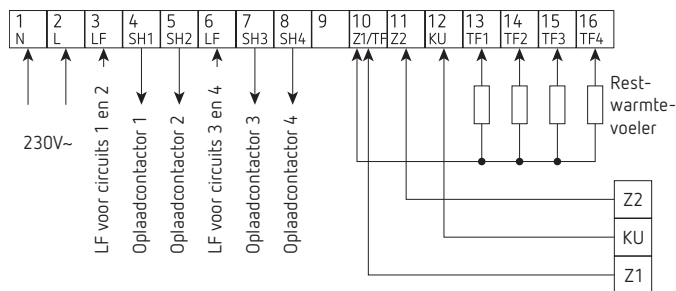 1 2 3 4 5 6 7 8 9 10 11 12 13 14 15 16
N L LF SH1 SH2 LF SH3 SH4 Z1/TF Z2 KU TF1 TF2 TF3 TF4
230V~
LF voor circuits 1 en 2
Oplaadcontactor 1
Oplaadcontactor 2
LF voor circuits 3 en 4
Oplaadcontactor 3
Oplaadcontactor 4
Rest-
warmte-
voeler
Z2
KU
Z1